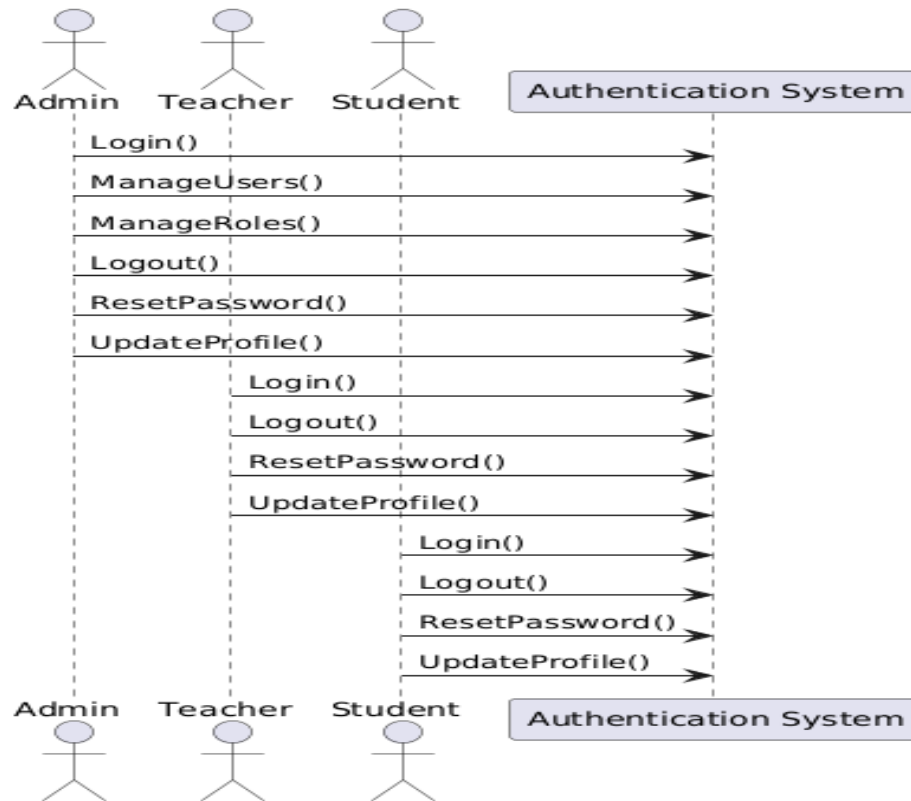 Admin Teacher Student Authentication System
Login()
ManageUsers()
ManageRoles()
Logout()
ResetPassword()
UpdateProfile()
Login()
Logout()
ResetPassword()
UpdateProfile()
Login()
Logout()
ResetPassword()
UpdateProfile()
Admin Teacher Student Authentication System